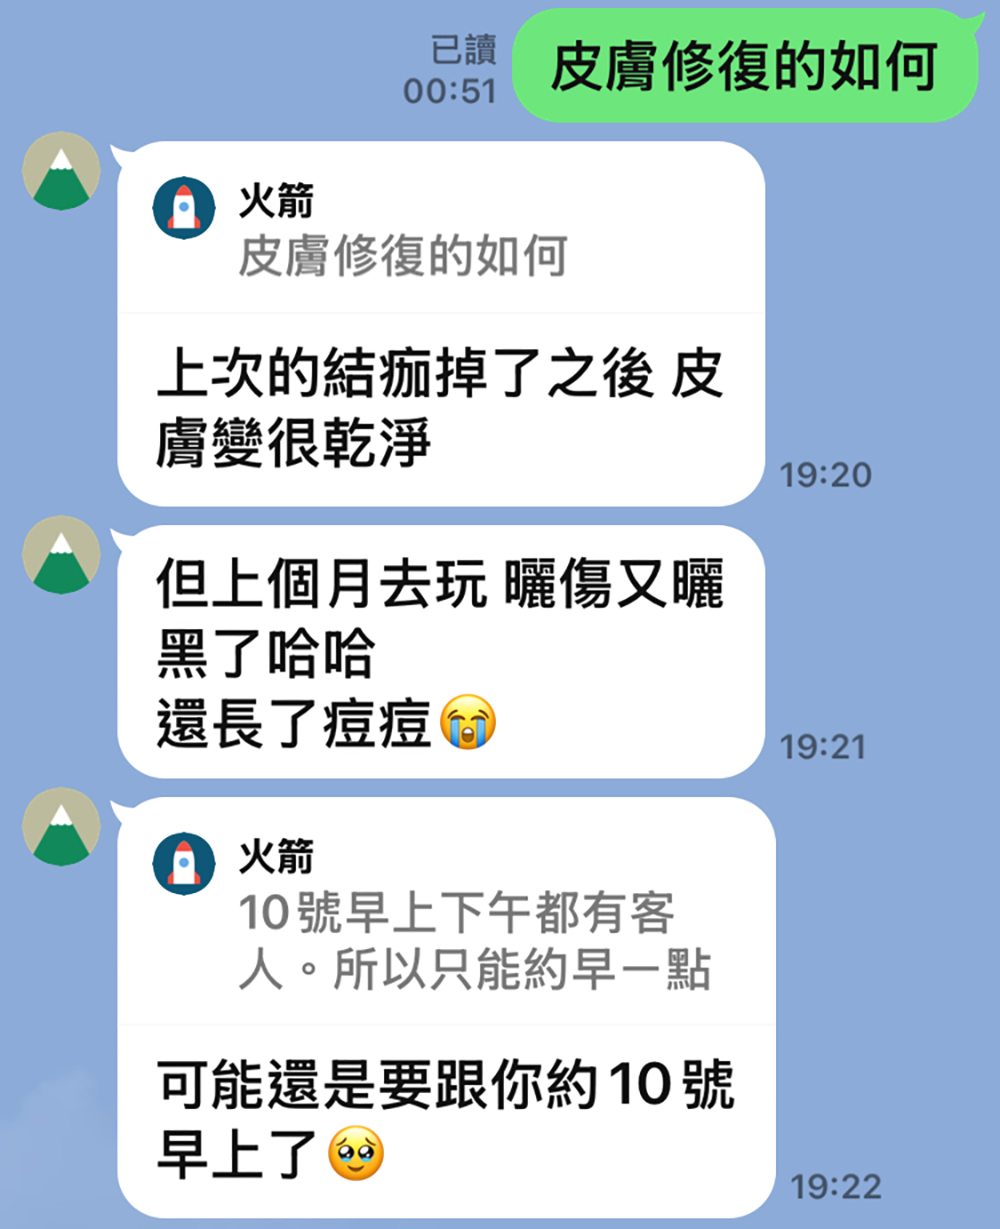 皮膚修復的如何
已讀
00:51
火箭
皮膚修復的如何
上次的結痂掉了之後 皮
膚變很乾淨
19:20
但上個月去玩 曬傷又曬
黑了哈哈
還長了痘痘😭
19:21
火箭
10號早上下午都有客
人。所以只能約早一點
可能還是要跟你約10號
早上了🥹
19:22